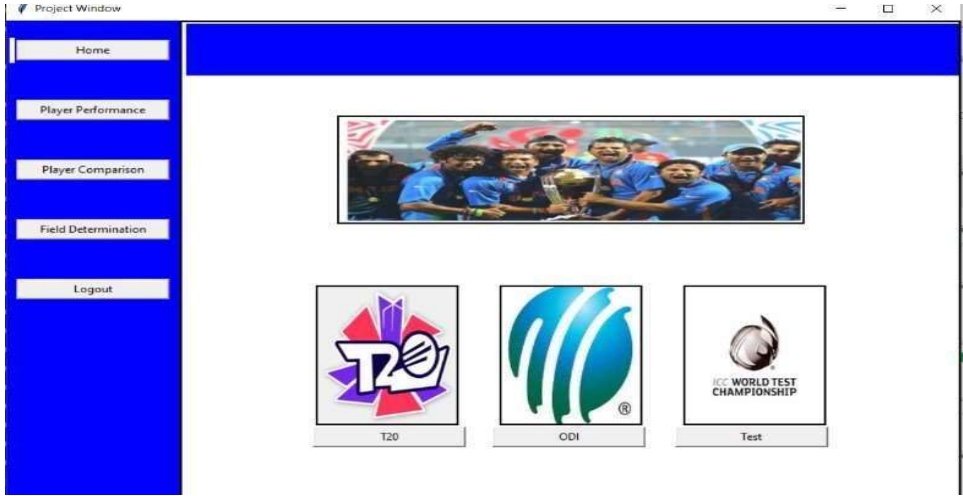 Project Window
Home
Player Performance
Player Comparison
Field Determination
Logout
T20
®
ICC WORLD TEST
CHAMPIONSHIP
T20
ODI
Test